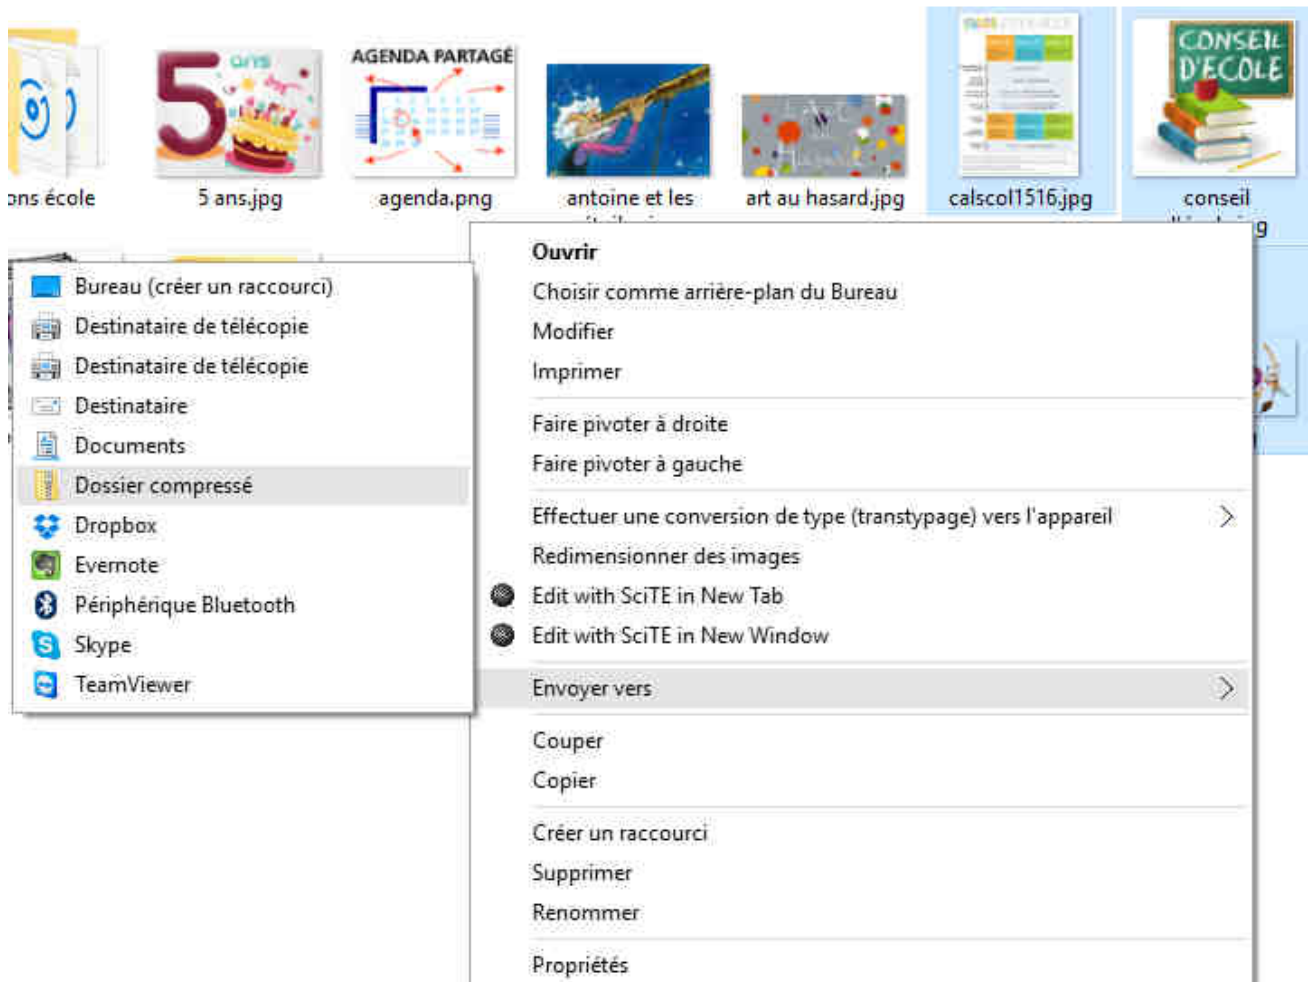 5 ans
AGENDA PARTAGÉ
CONSEIL
D'ECOLE
ons école
5 ans.jpg
agenda.png
antoine et les
art au hasard.jpg
calscol1516.jpg
conseil
Ouvrir
Choisir comme arrière-plan du Bureau
Modifier
Imprimer
Faire pivoter à droite
Faire pivoter à gauche
Effectuer une conversion de type (transtypage) vers l'appareil
Redimensionner des images
Edit with SciTE in New Tab
Edit with SciTE in New Window
Envoyer vers
Couper
Copier
Créer un raccourci
Supprimer
Renommer
Propriétés
Bureau (créer un raccourci)
Destinataire de télécopie
Destinataire de télécopie
Destinataire
Documents
Dossier compressé
Dropbox
Evernote
Périphérique Bluetooth
Skype
TeamViewer